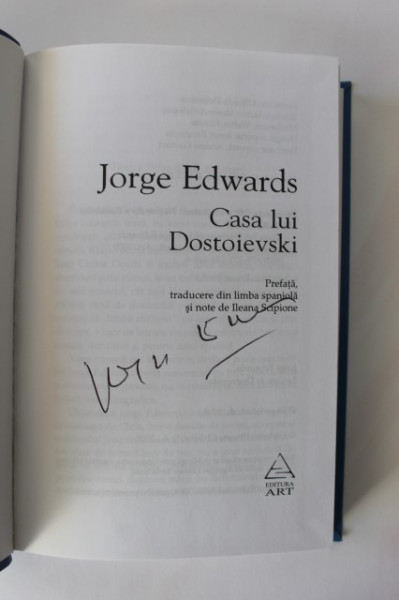 Jorge Edwards
Casa lui
Dostoievski
Prefață,
traducere din limba spaniolă
și note de Ileana Scipione
EDITURA
ART